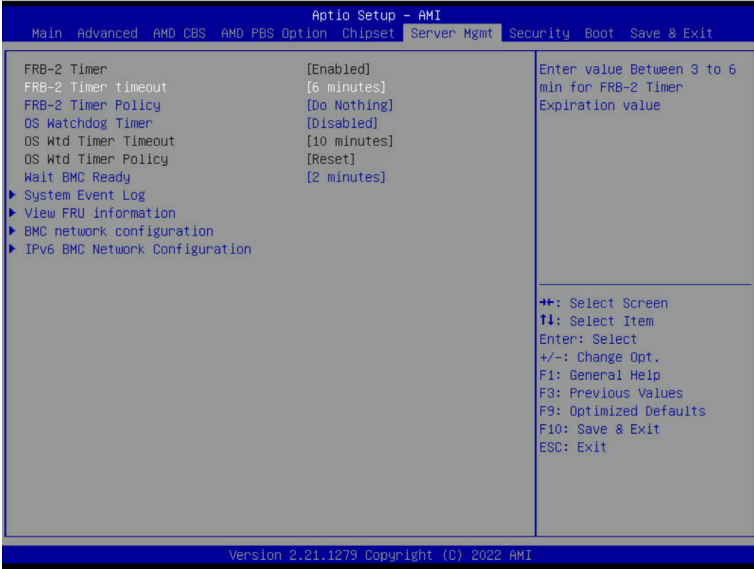 Aptio Setup – AMI
Main Advanced AMD CBS AMD PBS Option Chipset Server Mgmt Security Boot Save & Exit
FRB-2 Timer [Enabled]
FRB-2 Timer timeout [6 minutes]
FRB-2 Timer Policy [Do Nothing]
OS Watchdog Timer [Disabled]
OS Wtd Timer Timeout [10 minutes]
OS Wtd Timer Policy [Reset]
Wait BMC Ready [2 minutes]
System Event Log
View FRU information
BMC network configuration
IPv6 BMC Network Configuration
Enter value Between 3 to 6
min for FRB-2 Timer
Expiration value
→←: Select Screen
↑↓: Select Item
Enter: Select
+/-: Change Opt.
F1: General Help
F3: Previous Values
F9: Optimized Defaults
F10: Save & Exit
ESC: Exit
Version 2.21.1279 Copyright (C) 2022 AMI